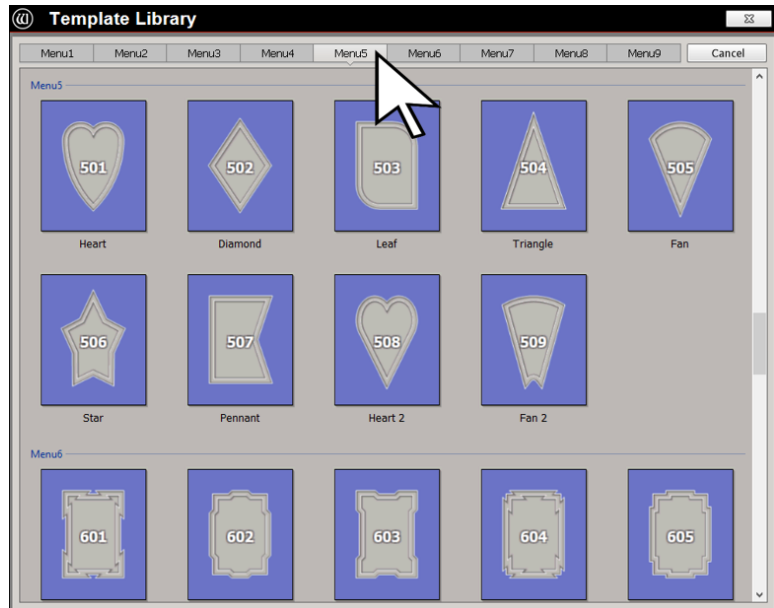 Template Library
Menu1 Menu2 Menu3 Menu4 Menu5 Menu6 Menu7 Menu8 Menu9 Cancel
Menu5
501 502 503 504 505
Heart Diamond Leaf Triangle Fan
506 507 508 509
Star Pennant Heart 2 Fan 2
Menu6
601 602 603 604 605